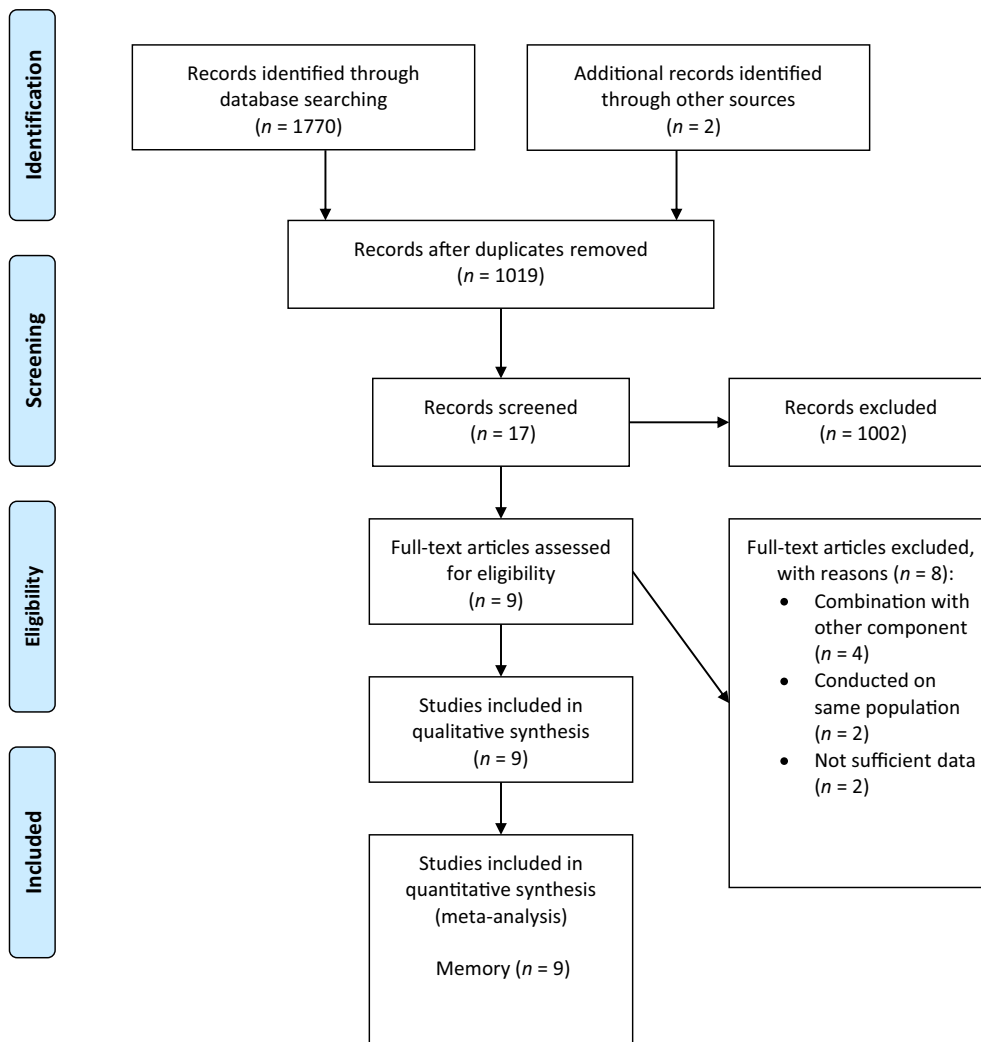 Identification
Records identified through
database searching
(n = 1770)
Additional records identified
through other sources
(n = 2)
Records after duplicates removed
(n = 1019)
Screening
Records screened
(n = 17)
Records excluded
(n = 1002)
Eligibility
Full-text articles assessed
for eligibility
(n = 9)
Full-text articles excluded,
with reasons (n = 8):
• Combination with
other component
(n = 4)
• Conducted on
same population
(n = 2)
• Not sufficient data
(n = 2)
Studies included in
qualitative synthesis
(n = 9)
Included
Studies included in
quantitative synthesis
(meta-analysis)
Memory (n = 9)